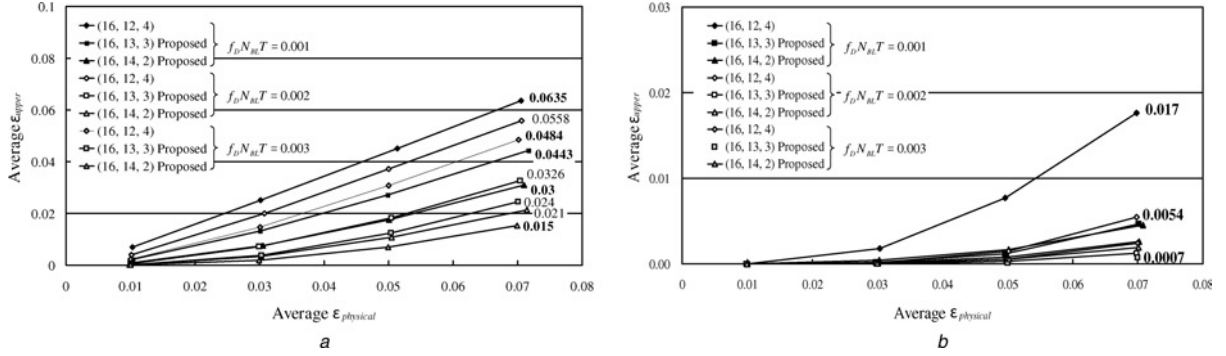 0.1
0.08
0.06
0.04
0.02
0
Average ε_upper
(16, 12, 4)
(16, 13, 3) Proposed
(16, 14, 2) Proposed
f_D N_BL T = 0.001
(16, 12, 4)
(16, 13, 3) Proposed
(16, 14, 2) Proposed
f_D N_BL T = 0.002
(16, 12, 4)
(16, 13, 3) Proposed
(16, 14, 2) Proposed
f_D N_BL T = 0.003
0.0635
0.0558
0.0484
0.0443
0.0326
0.03
0.024
0.021
0.015
0.00 0.01 0.02 0.03 0.04 0.05 0.06 0.07 0.08
Average ε_physical
a
0.03
0.02
0.01
0.00
Average ε_upper
(16, 12, 4)
(16, 13, 3) Proposed
(16, 14, 2) Proposed
f_D N_BL T = 0.001
(16, 12, 4)
(16, 13, 3) Proposed
(16, 14, 2) Proposed
f_D N_BL T = 0.002
(16, 12, 4)
(16, 13, 3) Proposed
(16, 14, 2) Proposed
f_D N_BL T = 0.003
0.017
0.0054
0.0007
0 0.01 0.02 0.03 0.04 0.05 0.06 0.07 0.08
Average ε_physical
b